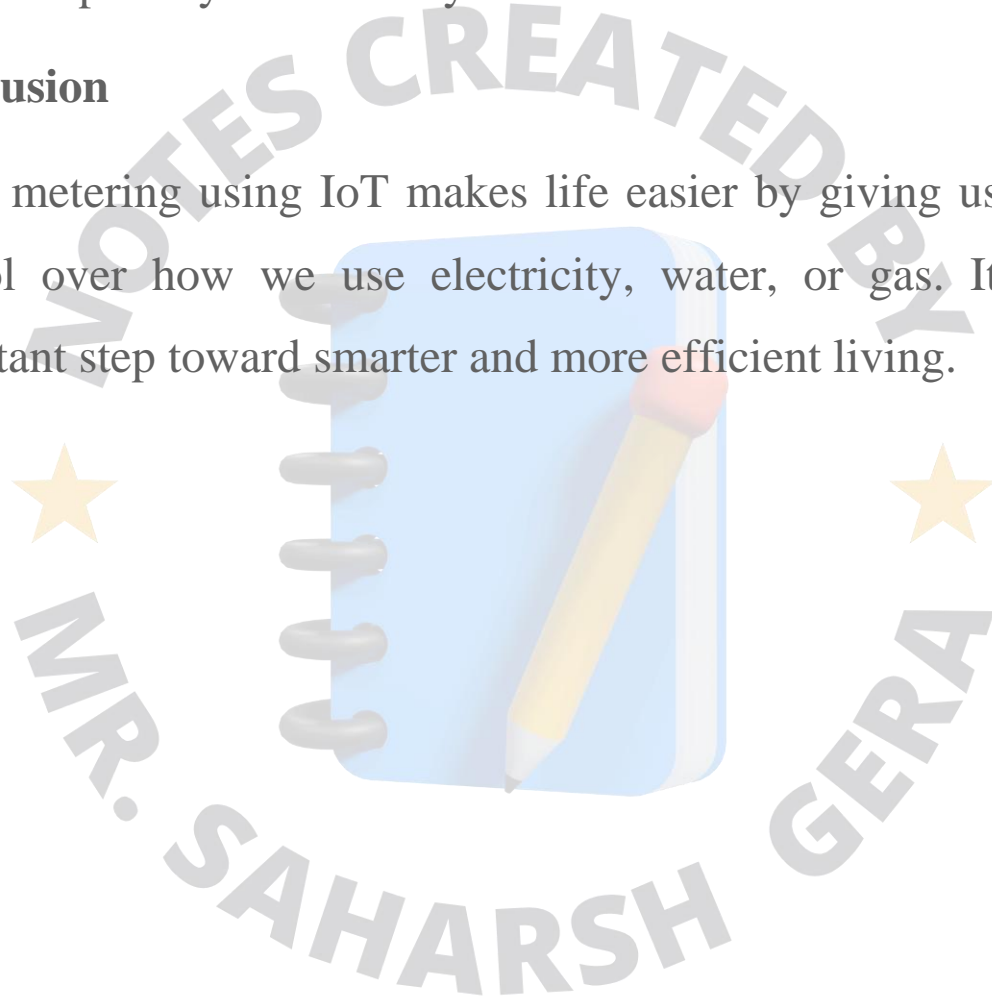 usion
metering using IoT makes life easier by giving us
l over how we use electricity, water, or gas. It
tant step toward smarter and more efficient living.
NOTES CREATED BY
MR. SAHARSH GERA